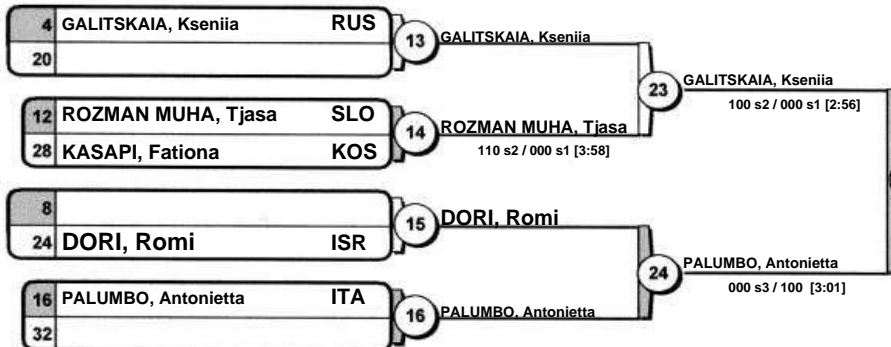 4 GALITSKAIA, Kseniia RUS
20
13 GALITSKAIA, Kseniia
12 ROZMAN MUHA, Tjasa SLO
28 KASAPI, Fationa KOS
14 ROZMAN MUHA, Tjasa
110 s2 / 000 s1 [3:58]
23 GALITSKAIA, Kseniia
100 s2 / 000 s1 [2:56]
8
24 DORI, Romi ISR
15 DORI, Romi
16 PALUMBO, Antonietta ITA
32
16 PALUMBO, Antonietta
24 PALUMBO, Antonietta
000 s3 / 100 [3:01]